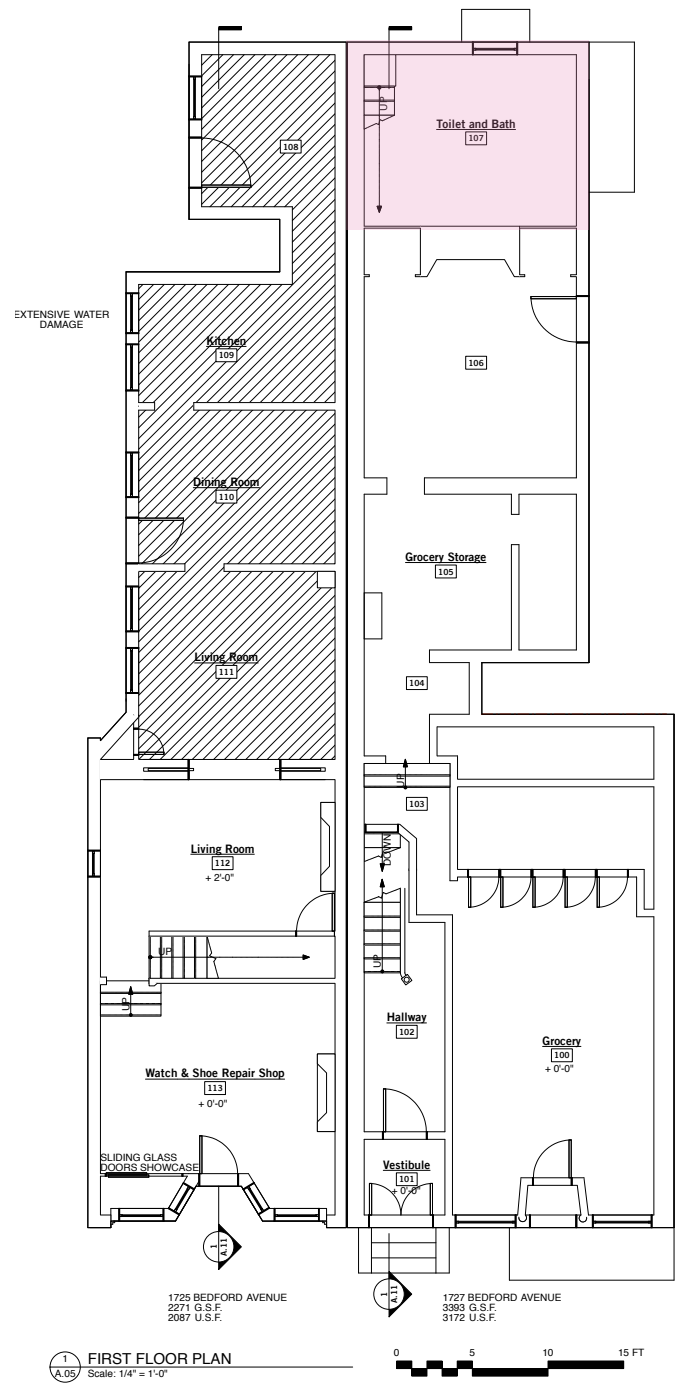 UP
Toilet and Bath
107
108
EXTENSIVE WATER
DAMAGE
Kitchen
109
106
Dining Room
110
Grocery Storage
105
Living Room
111
104
UP
103
Living Room
112
+ 2'-0"
DOWN
UP
UP
UP
Hallway
102
Grocery
100
+ 0'-0"
Watch & Shoe Repair Shop
113
+ 0'-0"
SLIDING GLASS
DOORS SHOWCASE
Vestibule
101
+ 0'-0"
1
A.11
1
A.11
1725 BEDFORD AVENUE
2271 G.S.F.
2087 U.S.F.
1727 BEDFORD AVENUE
3393 G.S.F.
3172 U.S.F.
1
A.05
FIRST FLOOR PLAN
Scale: 1/4" = 1'-0"
0 5 10 15 FT